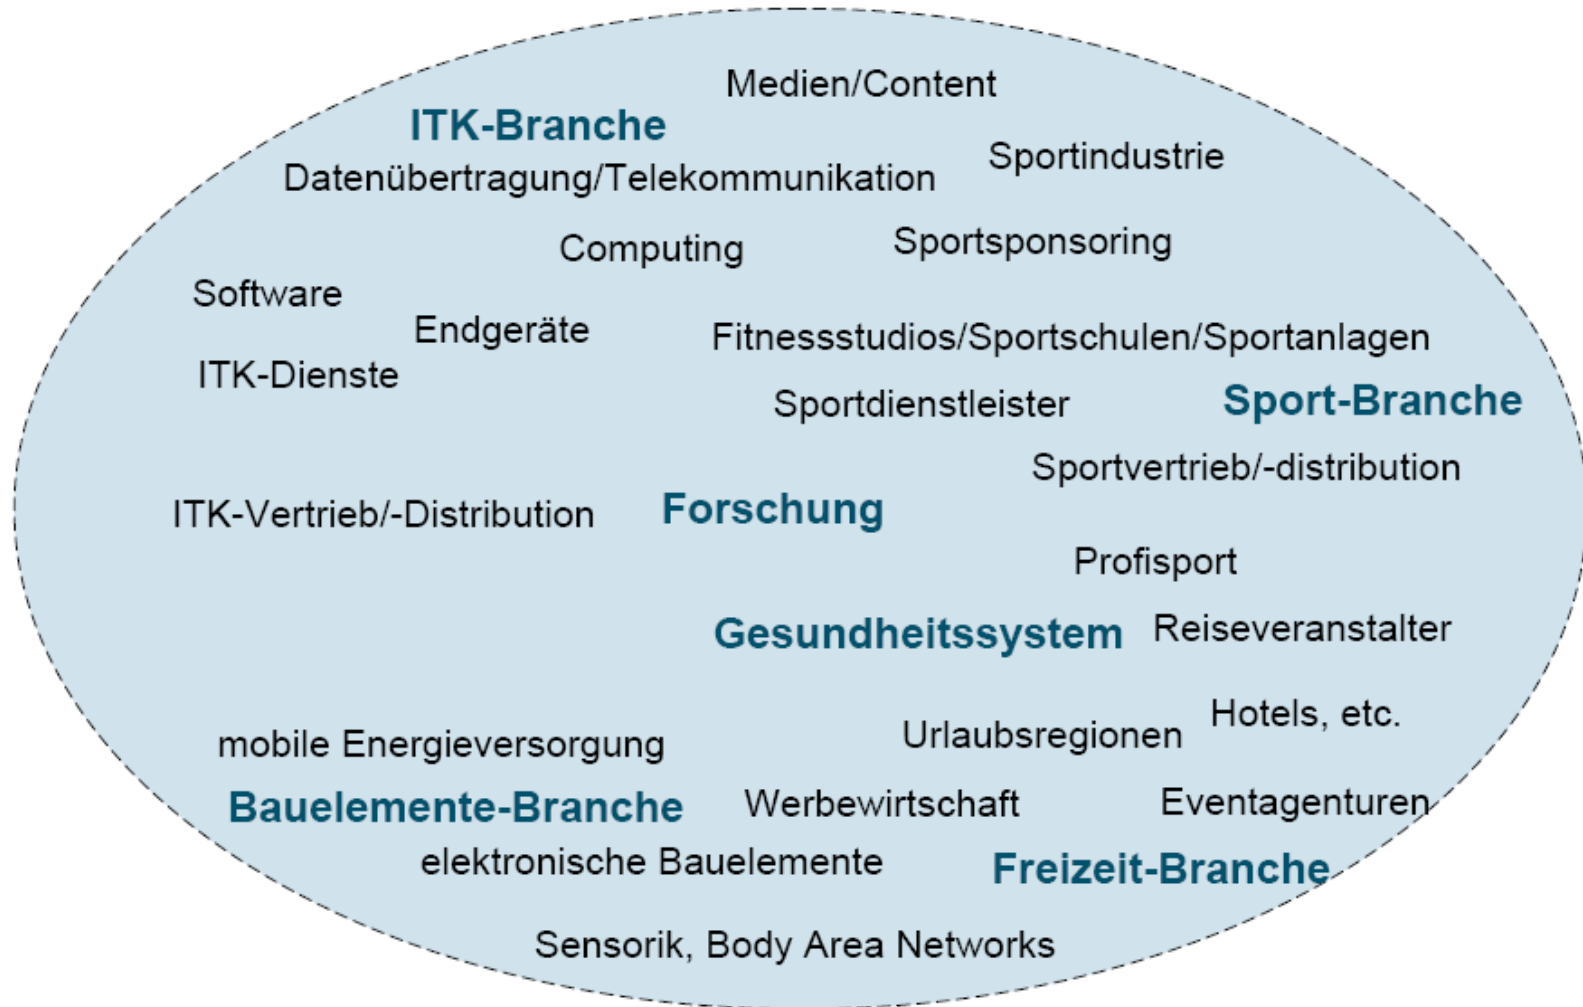 Medien/Content
ITK-Branche
Sportindustrie
Datenübertragung/Telekommunikation
Sportsponsoring
Computing
Software
Endgeräte
Fitnessstudios/Sportschulen/Sportanlagen
ITK-Dienste
Sportdienstleister
Sport-Branche
Sportvertrieb/-distribution
ITK-Vertrieb/-Distribution
Forschung
Profisport
Gesundheitssystem
Reiseveranstalter
Hotels, etc.
Urlaubsregionen
mobile Energieversorgung
Bauelemente-Branche
Werbewirtschaft
Eventagenturen
elektronische Bauelemente
Freizeit-Branche
Sensorik, Body Area Networks